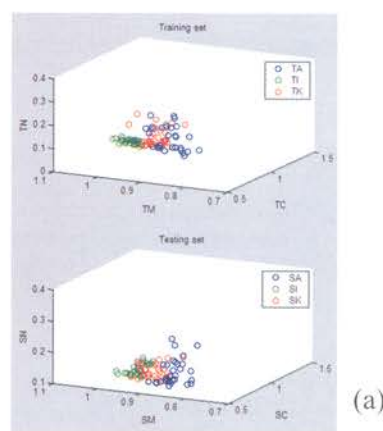 Training set
TN
0.4
0.3
0.2
0.1
0
1.1
1
0.9
0.8
0.7
TM
0.5
1
1.5
TC
TA
TI
TK
Testing set
SN
0.4
0.3
0.2
0.1
1.1
1
0.9
0.8
0.7
SM
0.5
1
1.5
SC
SA
SI
SK
(a)